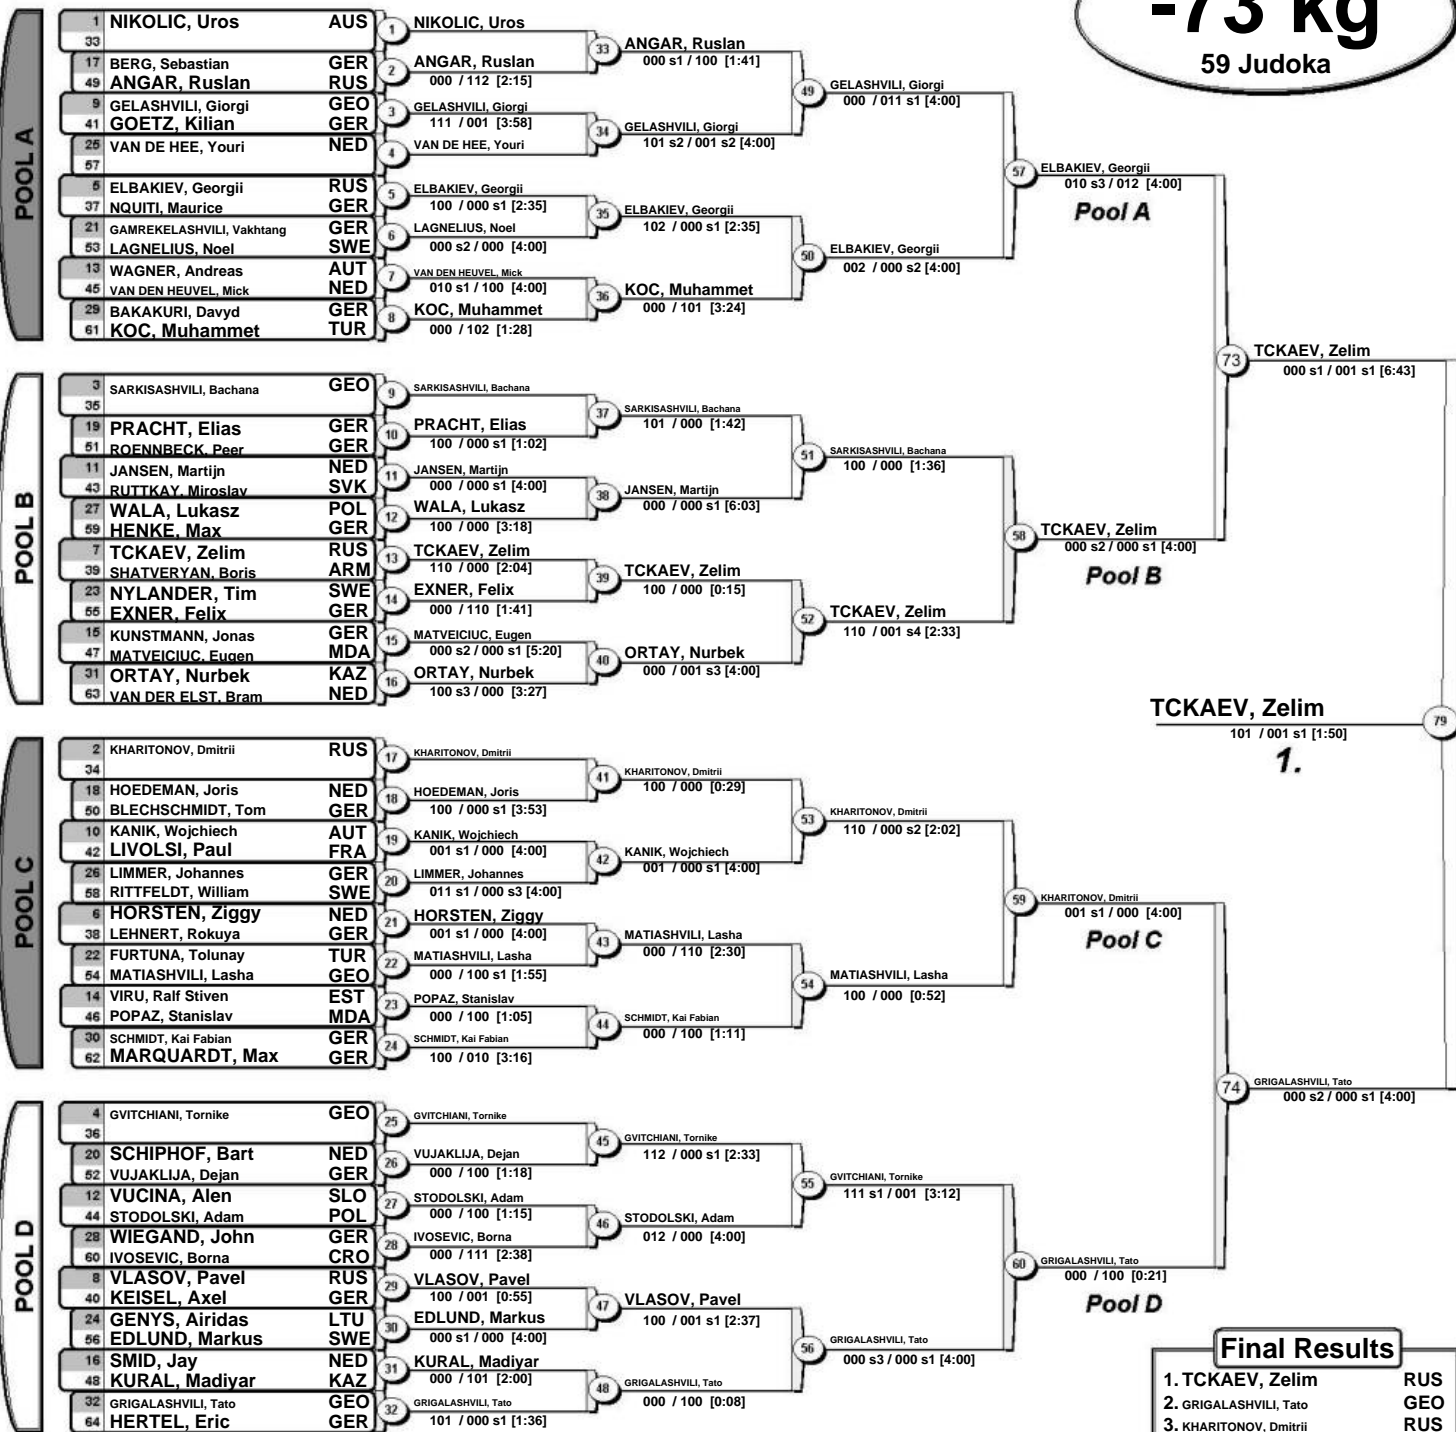 -73 kg
59 Judoka
POOL A
1 NIKOLIC, Uros AUS
33
17 BERG, Sebastian GER
49 ANGAR, Ruslan RUS
9 GELASHVILI, Giorgi GEO
41 GOETZ, Kilian GER
25 VAN DE HEE, Youri NED
57
5 ELBAKIEV, Georgii RUS
37 NQUITI, Maurice GER
21 GAMREKELASHVILI, Vakhtang GER
53 LAGNELIUS, Noel SWE
13 WAGNER, Andreas AUT
45 VAN DEN HEUVEL, Mick NED
29 BAKAKURI, Davyd GER
61 KOC, Muhammet TUR
1 NIKOLIC, Uros
2 ANGAR, Ruslan
000 / 112 [2:15]
3 GELASHVILI, Giorgi
111 / 001 [3:58]
4 VAN DE HEE, Youri
5 ELBAKIEV, Georgii
100 / 000 s1 [2:35]
6 LAGNELIUS, Noel
000 s2 / 000 [4:00]
7 VAN DEN HEUVEL, Mick
010 s1 / 100 [4:00]
8 KOC, Muhammet
000 / 102 [1:28]
33 ANGAR, Ruslan
000 s1 / 100 [1:41]
34 GELASHVILI, Giorgi
101 s2 / 001 s2 [4:00]
35 ELBAKIEV, Georgii
102 / 000 s1 [2:35]
36 KOC, Muhammet
000 / 101 [3:24]
49 GELASHVILI, Giorgi
000 / 011 s1 [4:00]
50 ELBAKIEV, Georgii
002 / 000 s2 [4:00]
57 ELBAKIEV, Georgii
010 s3 / 012 [4:00]
Pool A
POOL B
3 SARKISASHVILI, Bachana GEO
35
19 PRACHT, Elias GER
51 ROENNBECK, Peer GER
11 JANSEN, Martijn NED
43 RUTTKAY, Miroslav SVK
27 WALA, Lukasz POL
59 HENKE, Max GER
7 TCKAEV, Zelim RUS
39 SHATVERYAN, Boris ARM
23 NYLANDER, Tim SWE
55 EXNER, Felix GER
15 KUNSTMANN, Jonas GER
47 MATVEICIUC, Eugen MDA
31 ORTAY, Nurbek KAZ
63 VAN DER ELST, Bram NED
9 SARKISASHVILI, Bachana
10 PRACHT, Elias
100 / 000 s1 [1:02]
11 JANSEN, Martijn
000 / 000 s1 [4:00]
12 WALA, Lukasz
100 / 000 [3:18]
13 TCKAEV, Zelim
110 / 000 [2:04]
14 EXNER, Felix
000 / 110 [1:41]
15 MATVEICIUC, Eugen
000 s2 / 000 s1 [5:20]
16 ORTAY, Nurbek
100 s3 / 000 [3:27]
37 SARKISASHVILI, Bachana
101 / 000 [1:42]
38 JANSEN, Martijn
000 / 000 s1 [6:03]
39 TCKAEV, Zelim
100 / 000 [0:15]
40 ORTAY, Nurbek
000 / 001 s3 [4:00]
51 SARKISASHVILI, Bachana
100 / 000 [1:36]
52 TCKAEV, Zelim
110 / 001 s4 [2:33]
58 TCKAEV, Zelim
000 s2 / 000 s1 [4:00]
Pool B
73 TCKAEV, Zelim
000 s1 / 001 s1 [6:43]
TCKAEV, Zelim 79
101 / 001 s1 [1:50]
1.
POOL C
2 KHARITONOV, Dmitrii RUS
34
18 HOEDEMAN, Joris NED
50 BLECHSCHMIDT, Tom GER
10 KANIK, Wojchiech AUT
42 LIVOLSI, Paul FRA
26 LIMMER, Johannes GER
58 RITTFELDT, William SWE
6 HORSTEN, Ziggy NED
38 LEHNERT, Rokuya GER
22 FURTUNA, Tolunay TUR
54 MATIASHVILI, Lasha GEO
14 VIRU, Ralf Stiven EST
46 POPAZ, Stanislav MDA
30 SCHMIDT, Kai Fabian GER
62 MARQUARDT, Max GER
17 KHARITONOV, Dmitrii
18 HOEDEMAN, Joris
100 / 000 s1 [3:53]
19 KANIK, Wojchiech
001 s1 / 000 [4:00]
20 LIMMER, Johannes
011 s1 / 000 s3 [4:00]
21 HORSTEN, Ziggy
001 s1 / 000 [4:00]
22 MATIASHVILI, Lasha
000 / 100 s1 [1:55]
23 POPAZ, Stanislav
000 / 100 [1:05]
24 SCHMIDT, Kai Fabian
100 / 010 [3:16]
41 KHARITONOV, Dmitrii
100 / 000 [0:29]
42 KANIK, Wojchiech
001 / 000 s1 [4:00]
43 MATIASHVILI, Lasha
000 / 110 [2:30]
44 SCHMIDT, Kai Fabian
000 / 100 [1:11]
53 KHARITONOV, Dmitrii
110 / 000 s2 [2:02]
54 MATIASHVILI, Lasha
100 / 000 [0:52]
59 KHARITONOV, Dmitrii
001 s1 / 000 [4:00]
Pool C
POOL D
4 GVITCHIANI, Tornike GEO
36
20 SCHIPHOF, Bart NED
52 VUJAKLIJA, Dejan GER
12 VUCINA, Alen SLO
44 STODOLSKI, Adam POL
28 WIEGAND, John GER
60 IVOSEVIC, Borna CRO
8 VLASOV, Pavel RUS
40 KEISEL, Axel GER
24 GENYS, Airidas LTU
56 EDLUND, Markus SWE
16 SMID, Jay NED
48 KURAL, Madiyar KAZ
32 GRIGALASHVILI, Tato GEO
64 HERTEL, Eric GER
25 GVITCHIANI, Tornike
26 VUJAKLIJA, Dejan
000 / 100 [1:18]
27 STODOLSKI, Adam
000 / 100 [1:15]
28 IVOSEVIC, Borna
000 / 111 [2:38]
29 VLASOV, Pavel
100 / 001 [0:55]
30 EDLUND, Markus
000 s1 / 000 [4:00]
31 KURAL, Madiyar
000 / 101 [2:00]
32 GRIGALASHVILI, Tato
101 / 000 s1 [1:36]
45 GVITCHIANI, Tornike
112 / 000 s1 [2:33]
46 STODOLSKI, Adam
012 / 000 [4:00]
47 VLASOV, Pavel
100 / 001 s1 [2:37]
48 GRIGALASHVILI, Tato
000 / 100 [0:08]
55 GVITCHIANI, Tornike
111 s1 / 001 [3:12]
56 GRIGALASHVILI, Tato
000 s3 / 000 s1 [4:00]
60 GRIGALASHVILI, Tato
000 / 100 [0:21]
Pool D
74 GRIGALASHVILI, Tato
000 s2 / 000 s1 [4:00]
Final Results
1. TCKAEV, Zelim RUS
2. GRIGALASHVILI, Tato GEO
3. KHARITONOV, Dmitrii RUS